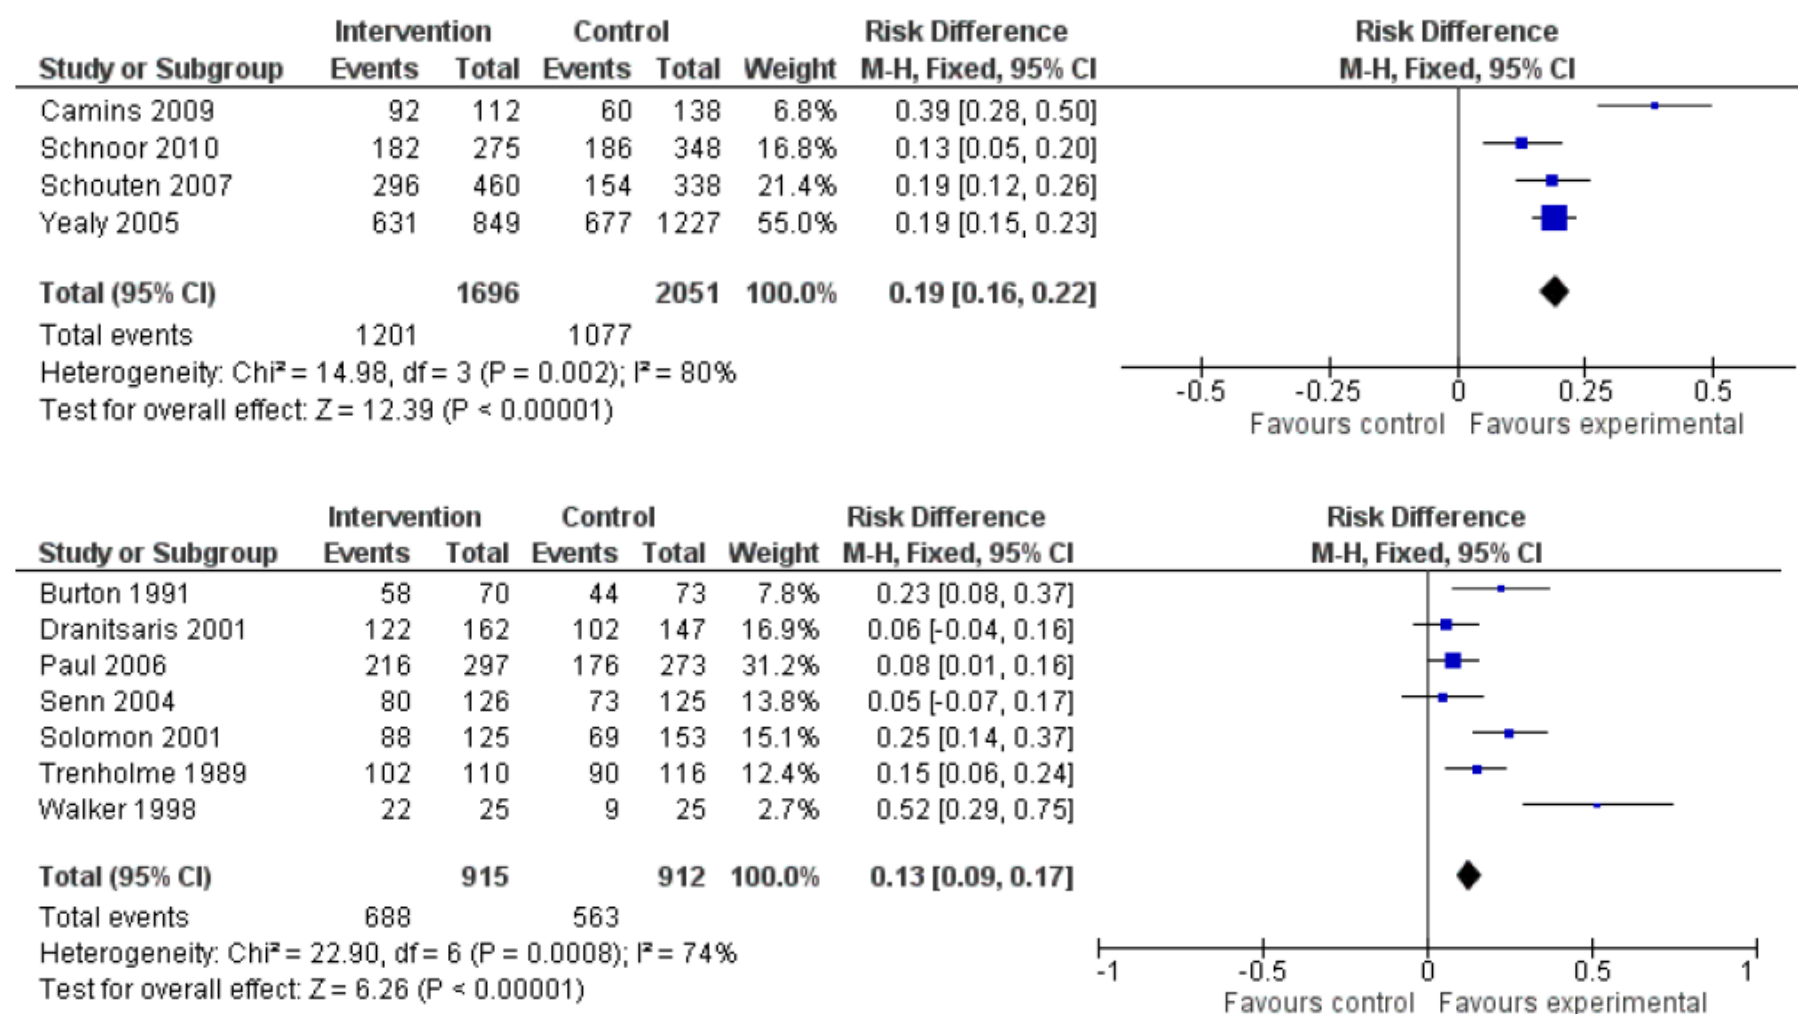 Intervention Control Risk Difference Risk Difference
Study or Subgroup Events Total Events Total Weight M-H, Fixed, 95% CI M-H, Fixed, 95% CI
Camins 2009 92 112 60 138 6.8% 0.39 [0.28, 0.50]
Schnoor 2010 182 275 186 348 16.8% 0.13 [0.05, 0.20]
Schouten 2007 296 460 154 338 21.4% 0.19 [0.12, 0.26]
Yealy 2005 631 849 677 1227 55.0% 0.19 [0.15, 0.23]
Total (95% CI) 1696 2051 100.0% 0.19 [0.16, 0.22]
Total events 1201 1077
Heterogeneity: Chi² = 14.98, df = 3 (P = 0.002); I² = 80%
Test for overall effect: Z = 12.39 (P < 0.00001)
-0.5 -0.25 0 0.25 0.5
Favours control Favours experimental
Intervention Control Risk Difference Risk Difference
Study or Subgroup Events Total Events Total Weight M-H, Fixed, 95% CI M-H, Fixed, 95% CI
Burton 1991 58 70 44 73 7.8% 0.23 [0.08, 0.37]
Dranitsaris 2001 122 162 102 147 16.9% 0.06 [-0.04, 0.16]
Paul 2006 216 297 176 273 31.2% 0.08 [0.01, 0.16]
Senn 2004 80 126 73 125 13.8% 0.05 [-0.07, 0.17]
Solomon 2001 88 125 69 153 15.1% 0.25 [0.14, 0.37]
Trenholme 1989 102 110 90 116 12.4% 0.15 [0.06, 0.24]
Walker 1998 22 25 9 25 2.7% 0.52 [0.29, 0.75]
Total (95% CI) 915 912 100.0% 0.13 [0.09, 0.17]
Total events 688 563
Heterogeneity: Chi² = 22.90, df = 6 (P = 0.0008); I² = 74%
Test for overall effect: Z = 6.26 (P < 0.00001)
-1 -0.5 0 0.5 1
Favours control Favours experimental